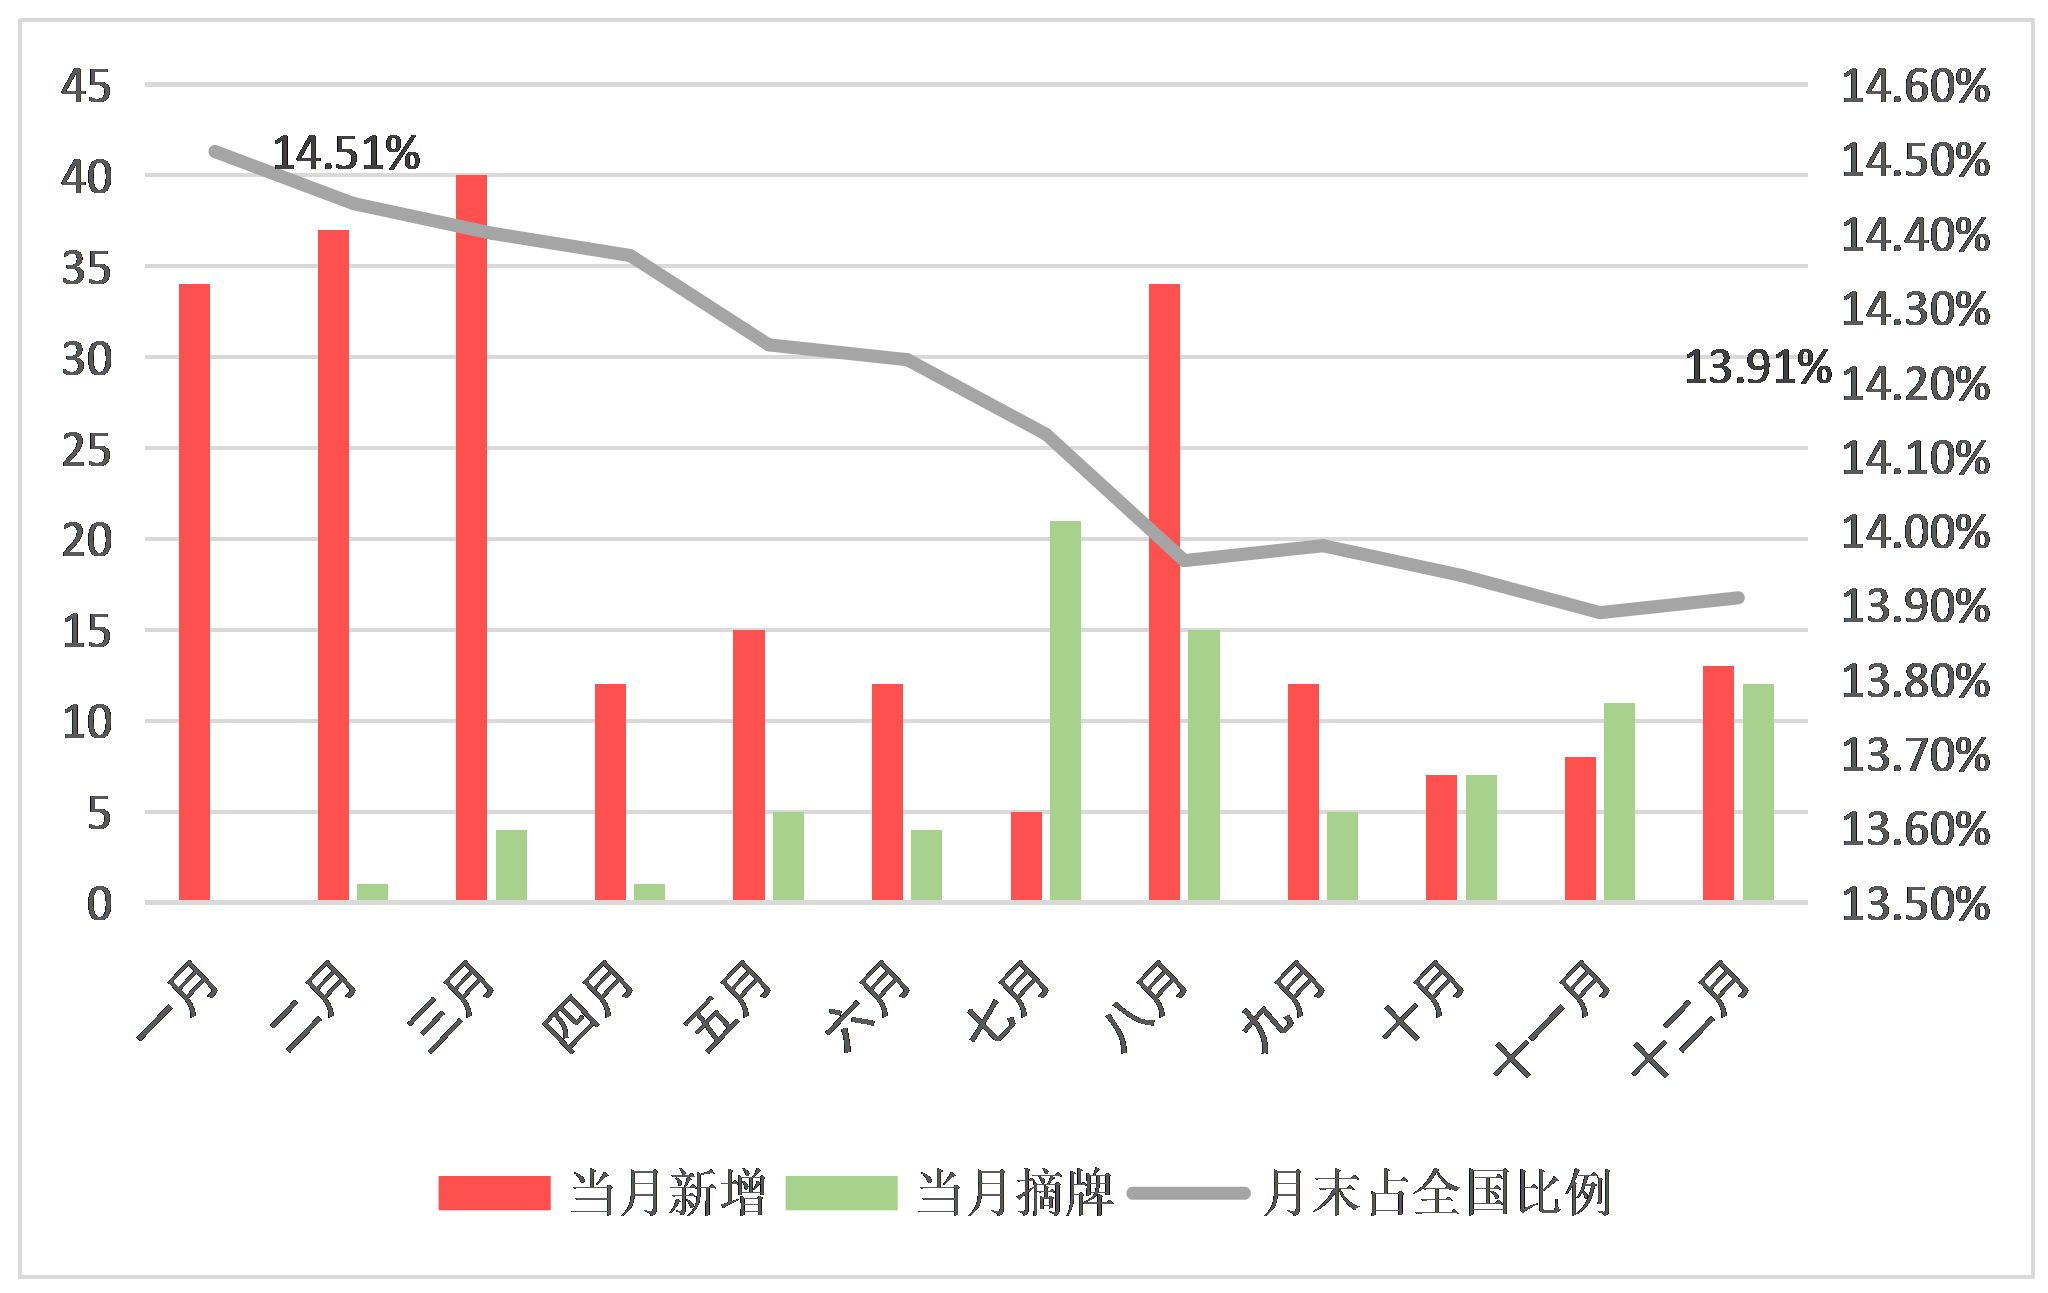 45
40
35
30
25
20
15
10
5
0
14.60%
14.50%
14.40%
14.30%
14.20%
14.10%
14.00%
13.90%
13.80%
13.70%
13.60%
13.50%
14.51%
13.91%
一月
二月
三月
四月
五月
六月
七月
八月
九月
十月
十一月
十二月
当月新增 当月摘牌 月末占全国比例